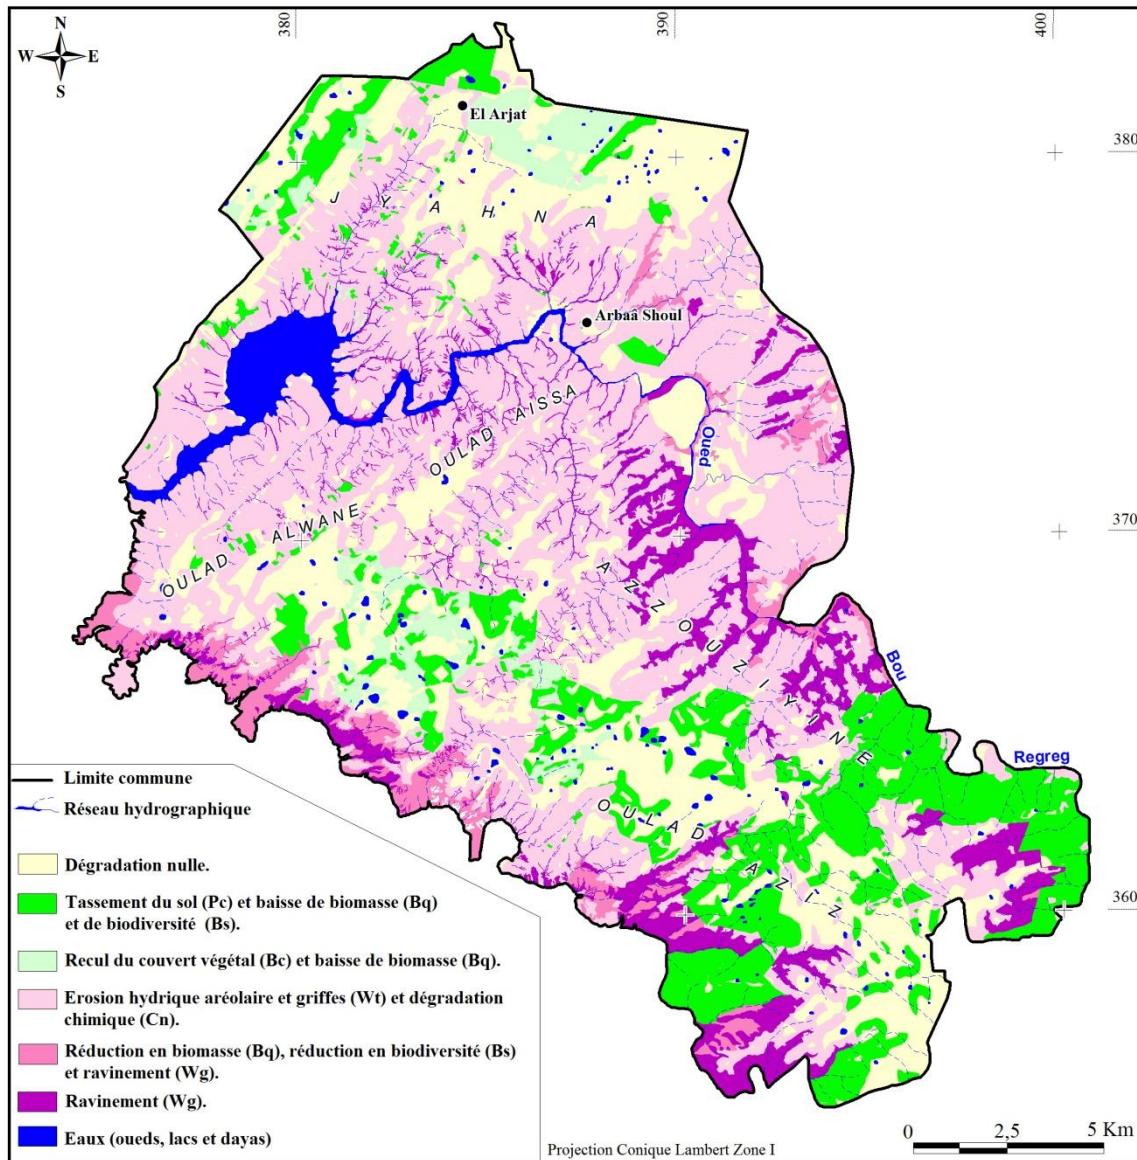 380
390
400
N
W
E
S
El Arjat
380
J Y A H N A
Arbaâ Shoul
OULAD AISSA
Oued
OULAD ALWANE
370
A Z Z O U Z I Y I N E
Bou
Regreg
OULAD AZIZ
360
Limite commune
Réseau hydrographique
Dégradation nulle.
Tassement du sol (Pc) et baisse de biomasse (Bq)
et de biodiversité (Bs).
Recul du couvert végétal (Bc) et baisse de biomasse (Bq).
Erosion hydrique aréolaire et griffes (Wt) et dégradation
chimique (Cn).
Réduction en biomasse (Bq), réduction en biodiversité (Bs)
et ravinement (Wg).
Ravinement (Wg).
Eaux (oueds, lacs et dayas)
Projection Conique Lambert Zone I
0 2,5 5 Km